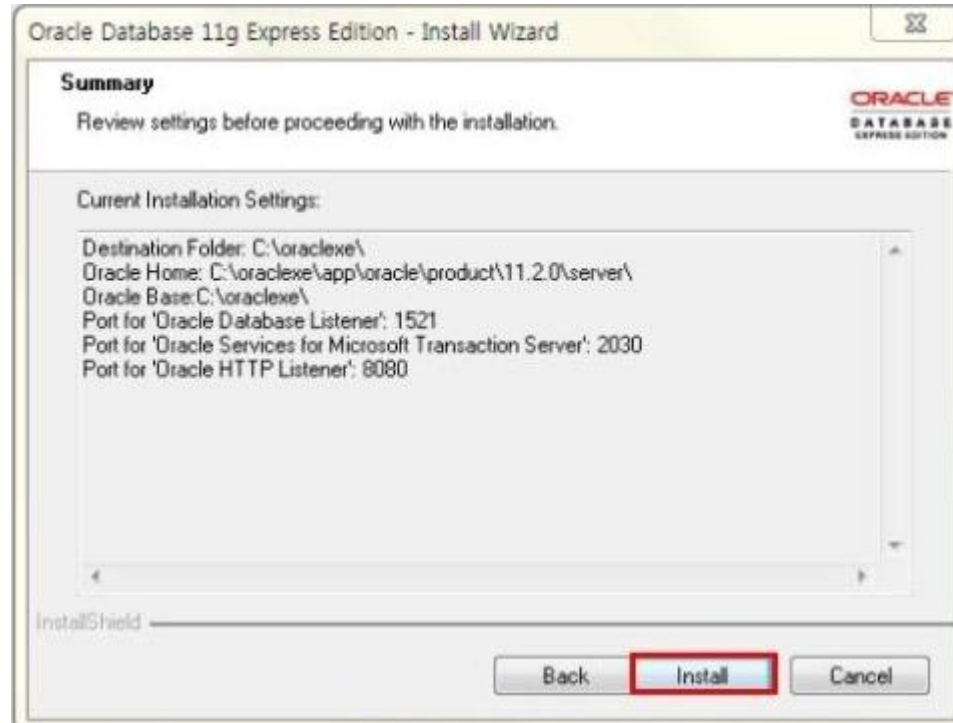 Oracle Database 11g Express Edition - Install Wizard
Summary
Review settings before proceeding with the installation.
ORACLE
DATABASE
EXPRESS EDITION
Current Installation Settings:
Destination Folder: C:\oraclexe\
Oracle Home: C:\oraclexe\app\oracle\product\11.2.0\server\
Oracle Base:C:\oraclexe\
Port for 'Oracle Database Listener': 1521
Port for 'Oracle Services for Microsoft Transaction Server': 2030
Port for 'Oracle HTTP Listener': 8080
InstallShield
Back Install Cancel